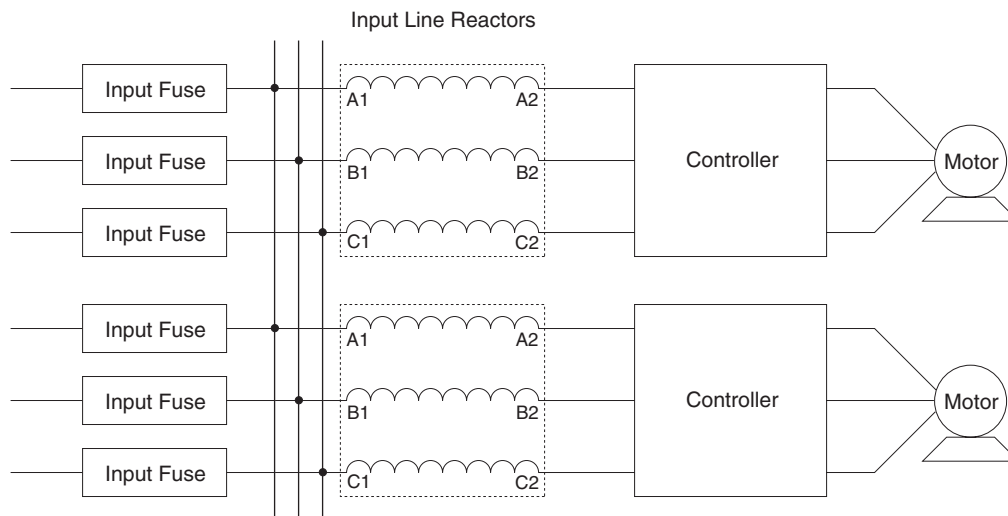 Input Line Reactors
Input Fuse
A1
A2
Input Fuse
B1
B2
Controller
Motor
Input Fuse
C1
C2
Input Fuse
A1
A2
Input Fuse
B1
B2
Controller
Motor
Input Fuse
C1
C2